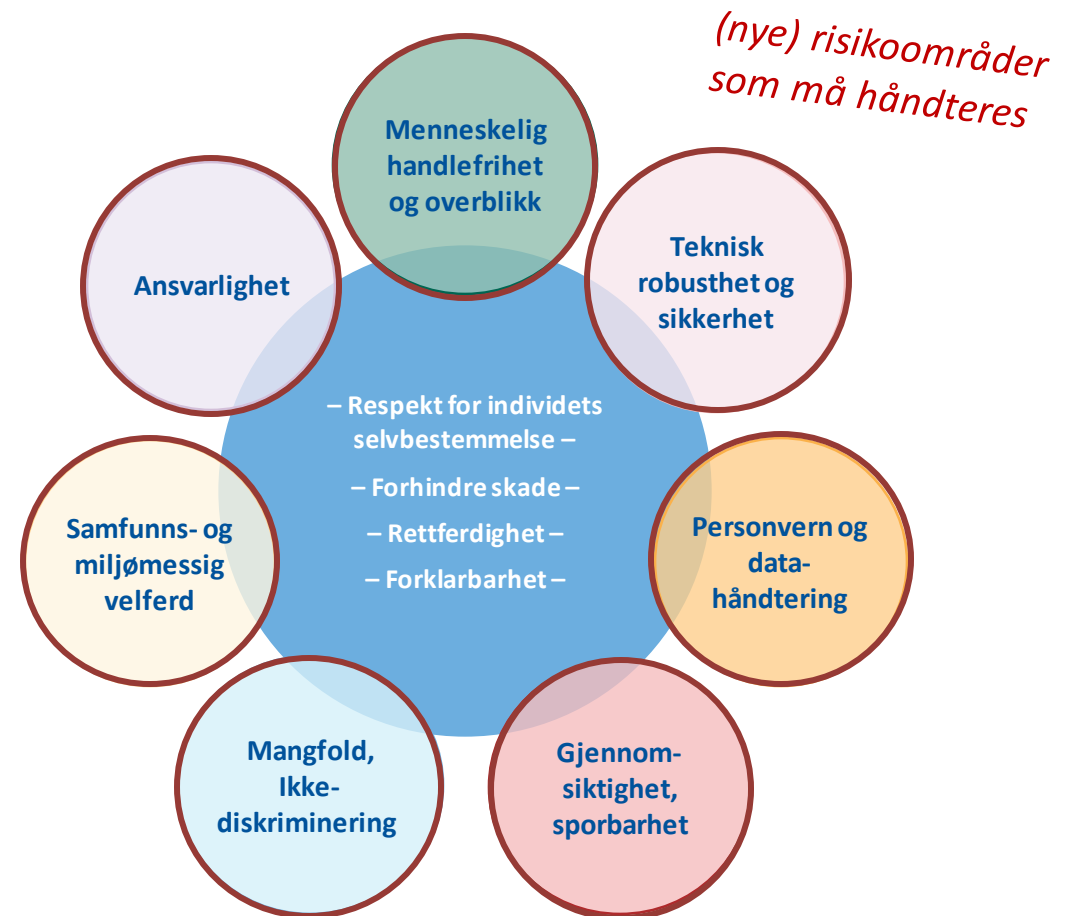 (nye) risikoområder
som må håndteres
Menneskelig
handlefrihet
og overblikk
Teknisk
robusthet og
sikkerhet
Personvern og
data-
håndtering
Gjennom-
siktighet,
sporbarhet
Mangfold,
Ikke-
diskriminering
Samfunns- og
miljømessig
velferd
Ansvarlighet
– Respekt for individets
selvbestemmelse –
– Forhindre skade –
– Rettferdighet –
– Forklarbarhet –